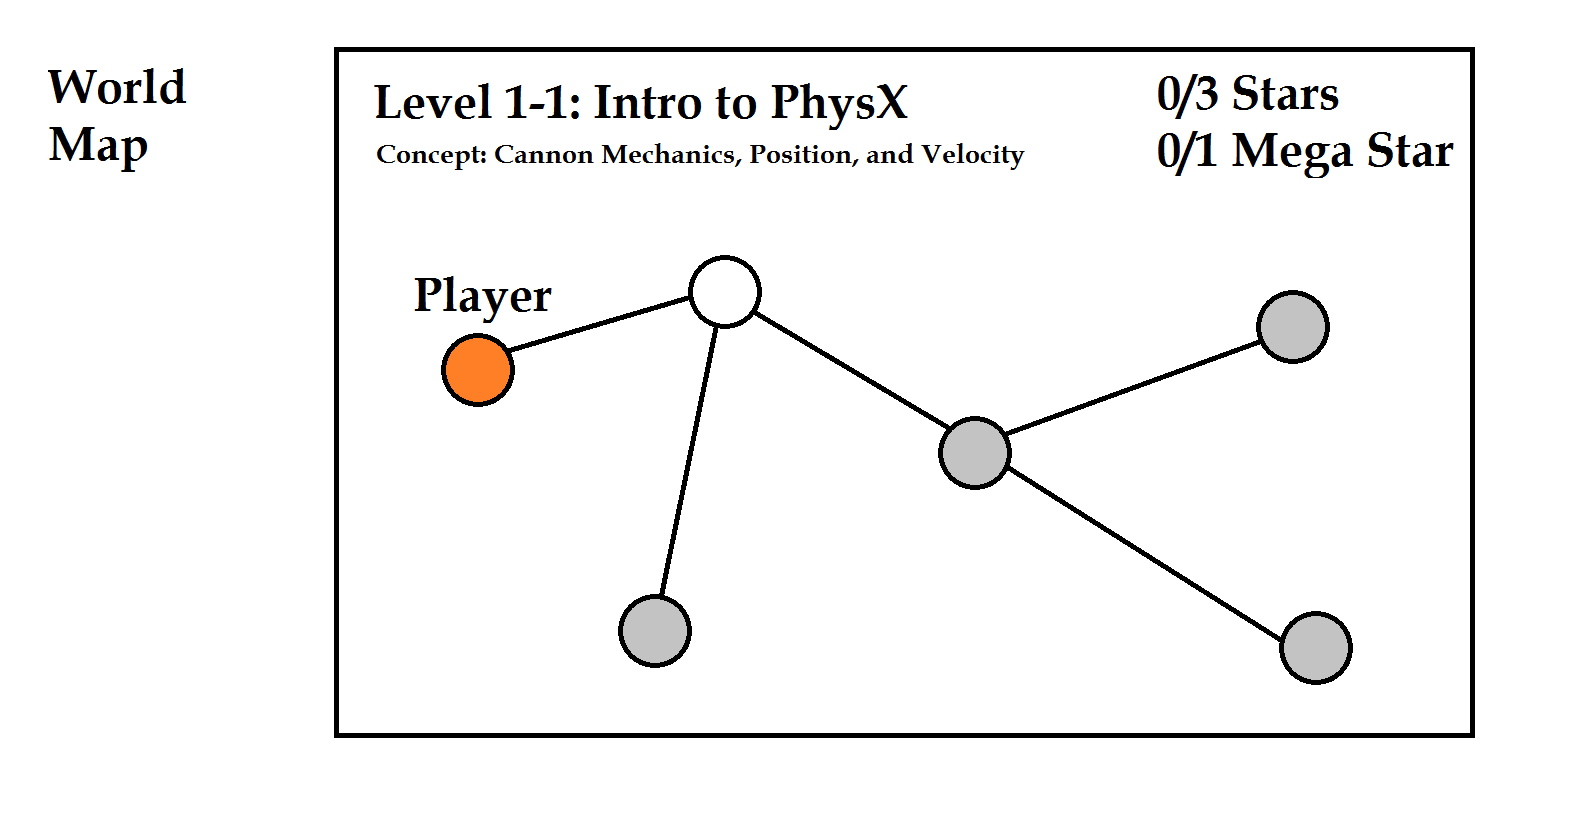 World
Map
Level 1-1: Intro to PhysX
Concept: Cannon Mechanics, Position, and Velocity
0/3 Stars
0/1 Mega Star
Player